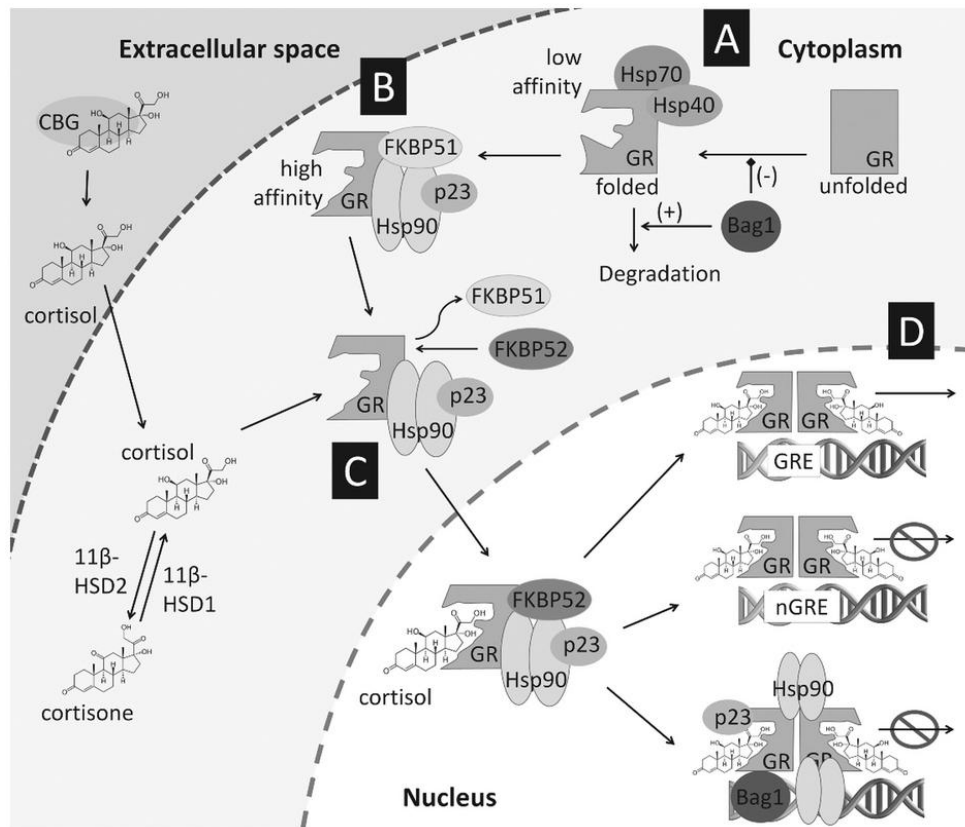 Extracellular space
A
Cytoplasm
B
low
affinity
Hsp70
Hsp40
GR
folded
GR
unfolded
(-)
(+)
Bag1
Degradation
CBG
cortisol
high
affinity
FKBP51
GR
p23
Hsp90
FKBP51
FKBP52
GR
p23
Hsp90
C
cortisol
11β-
HSD2
11β-
HSD1
cortisone
D
GR
GR
GRE
GR
GR
nGRE
FKBP52
GR
p23
Hsp90
cortisol
Hsp90
p23
GR
GR
Bag1
Nucleus